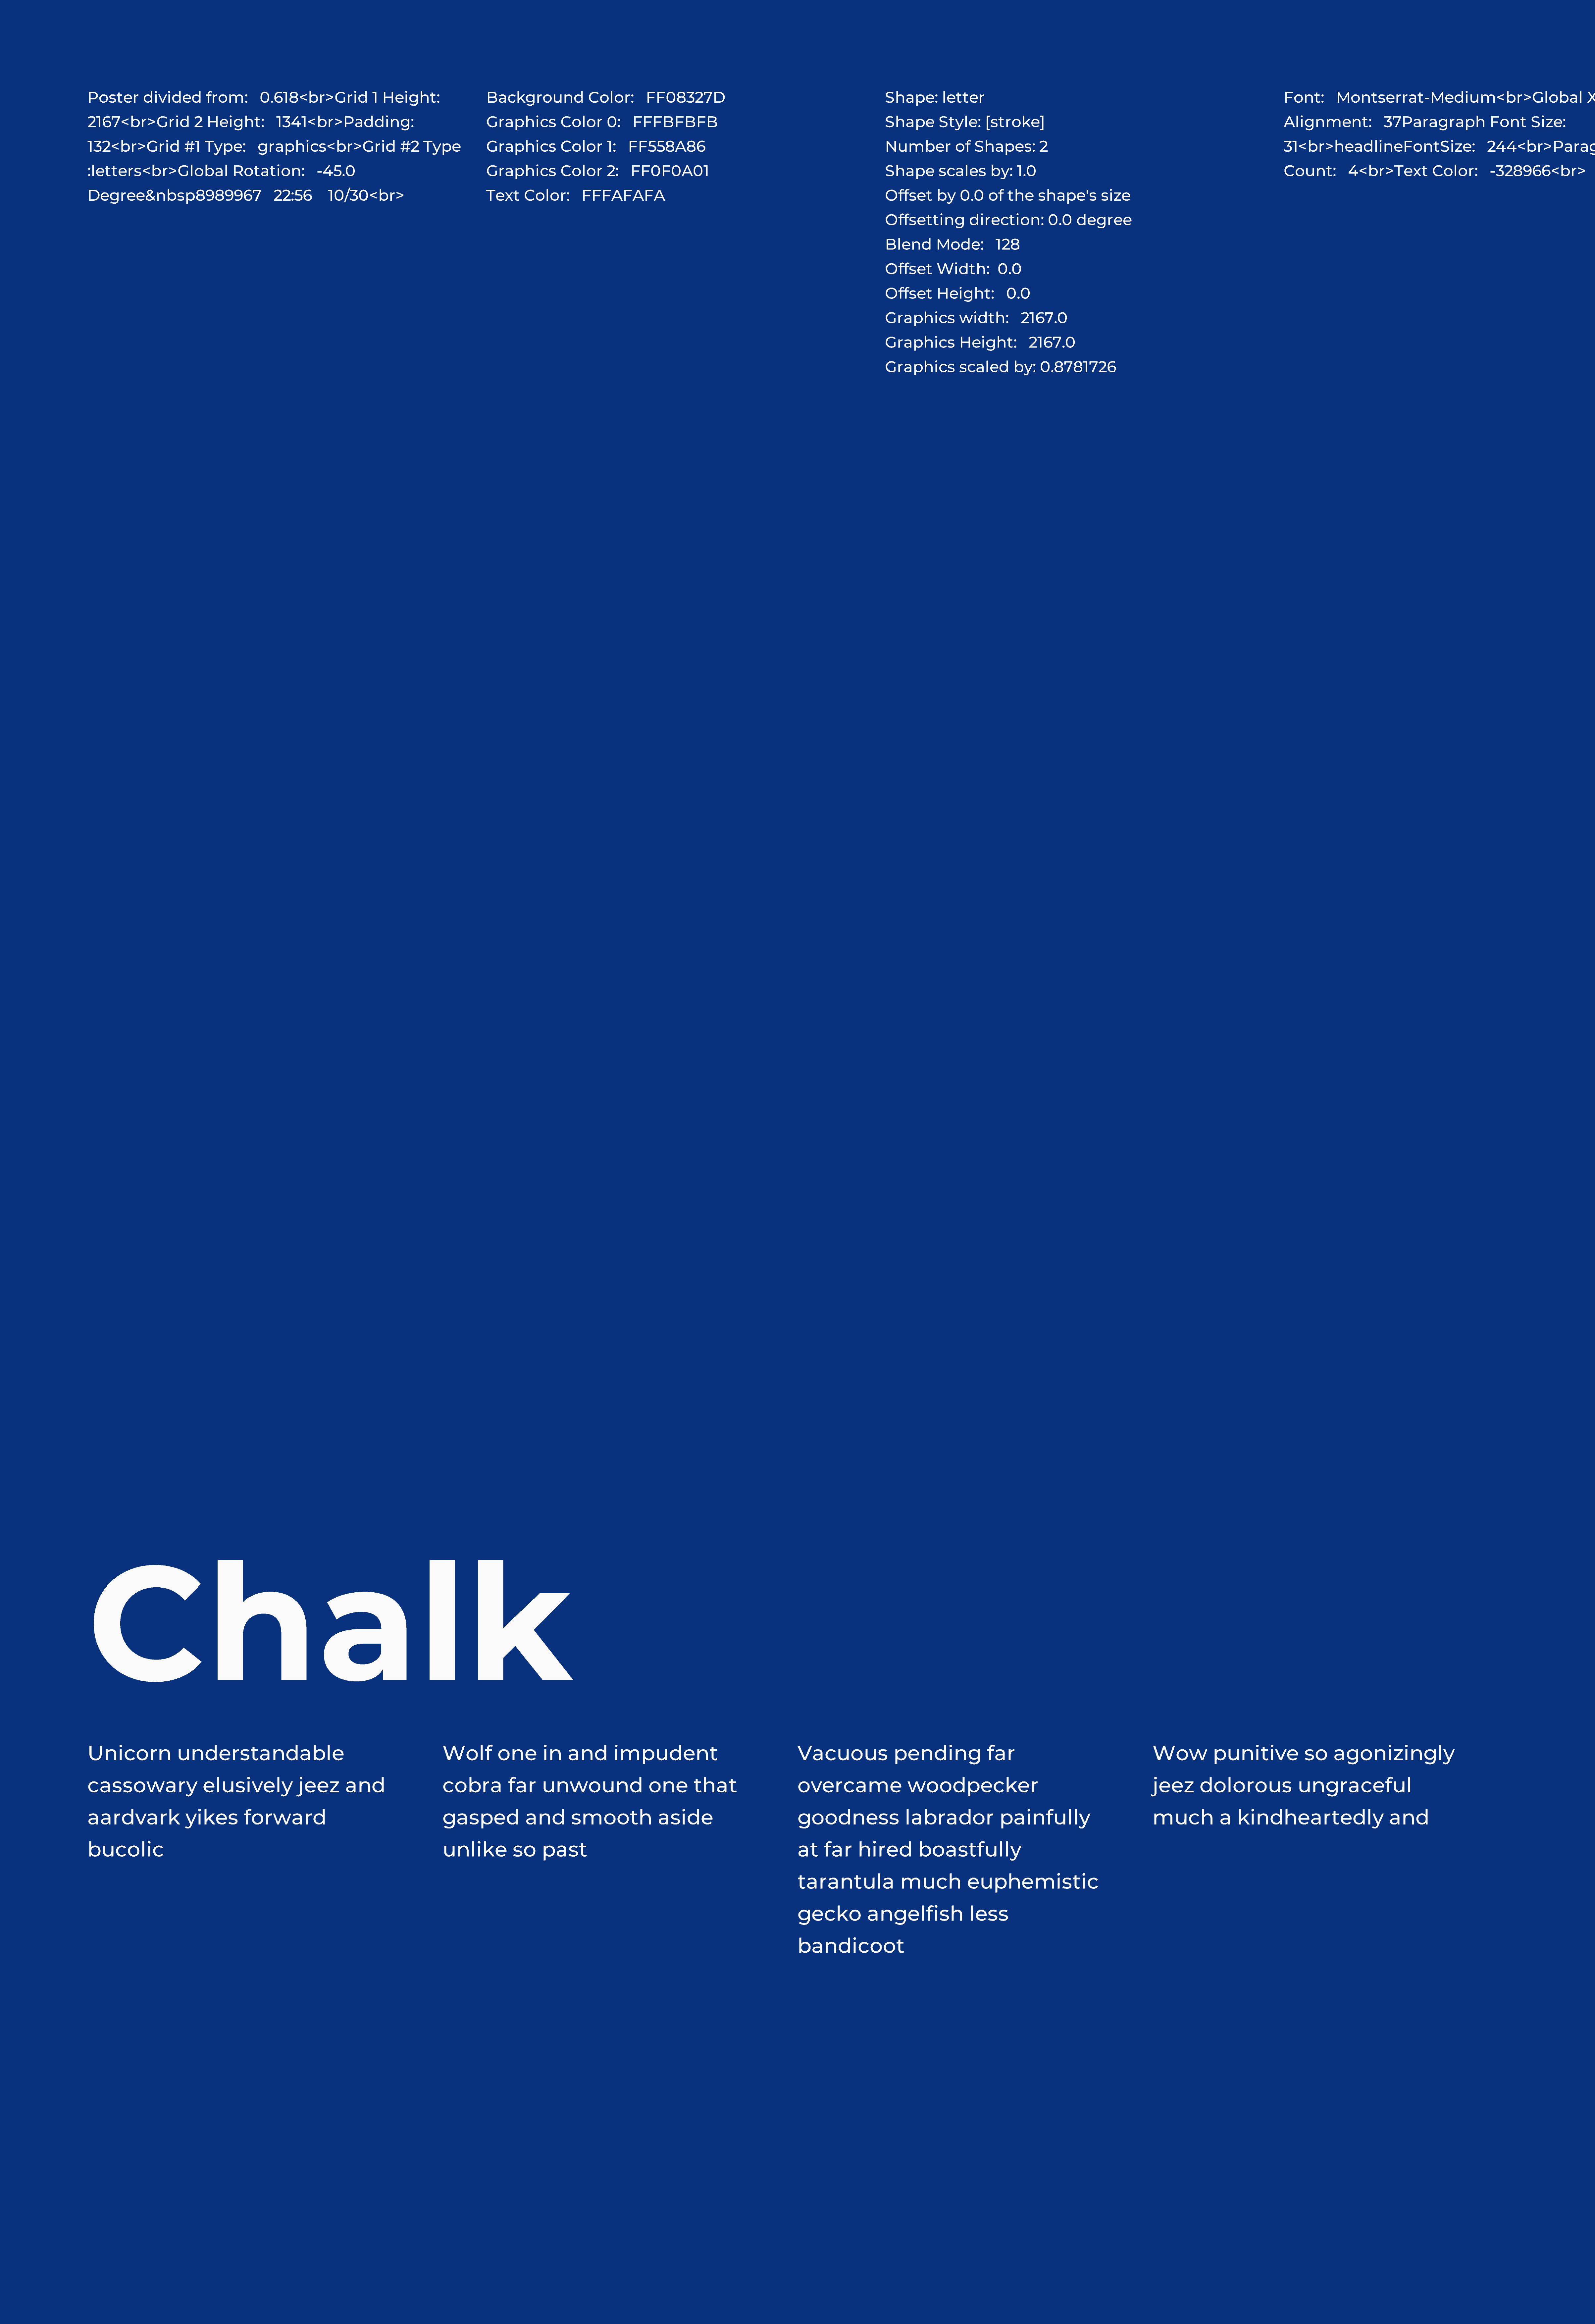 Poster divided from:   0.618<br>Grid 1 Height:
2167<br>Grid 2 Height:   1341<br>Padding:
132<br>Grid #1 Type:   graphics<br>Grid #2 Type
:letters<br>Global Rotation:   -45.0
Degree&nbsp8989967   22:56    10/30<br>
Background Color:   FF08327D
Graphics Color 0:   FFFBFBFB
Graphics Color 1:   FF558A86
Graphics Color 2:   FF0F0A01
Text Color:   FFFAFAFA
Shape: letter
Shape Style: [stroke]
Number of Shapes: 2
Shape scales by: 1.0
Offset by 0.0 of the shape's size
Offsetting direction: 0.0 degree
Blend Mode:   128
Offset Width:  0.0
Offset Height:   0.0
Graphics width:   2167.0
Graphics Height:   2167.0
Graphics scaled by: 0.8781726
Font:   Montserrat-Medium<br>Global X
Alignment:   37Paragraph Font Size:
31<br>headlineFontSize:   244<br>Parag
Count:   4<br>Text Color:   -328966<br>
Chalk
Unicorn understandable
cassowary elusively jeez and
aardvark yikes forward
bucolic
Wolf one in and impudent
cobra far unwound one that
gasped and smooth aside
unlike so past
Vacuous pending far
overcame woodpecker
goodness labrador painfully
at far hired boastfully
tarantula much euphemistic
gecko angelfish less
bandicoot
Wow punitive so agonizingly
jeez dolorous ungraceful
much a kindheartedly and